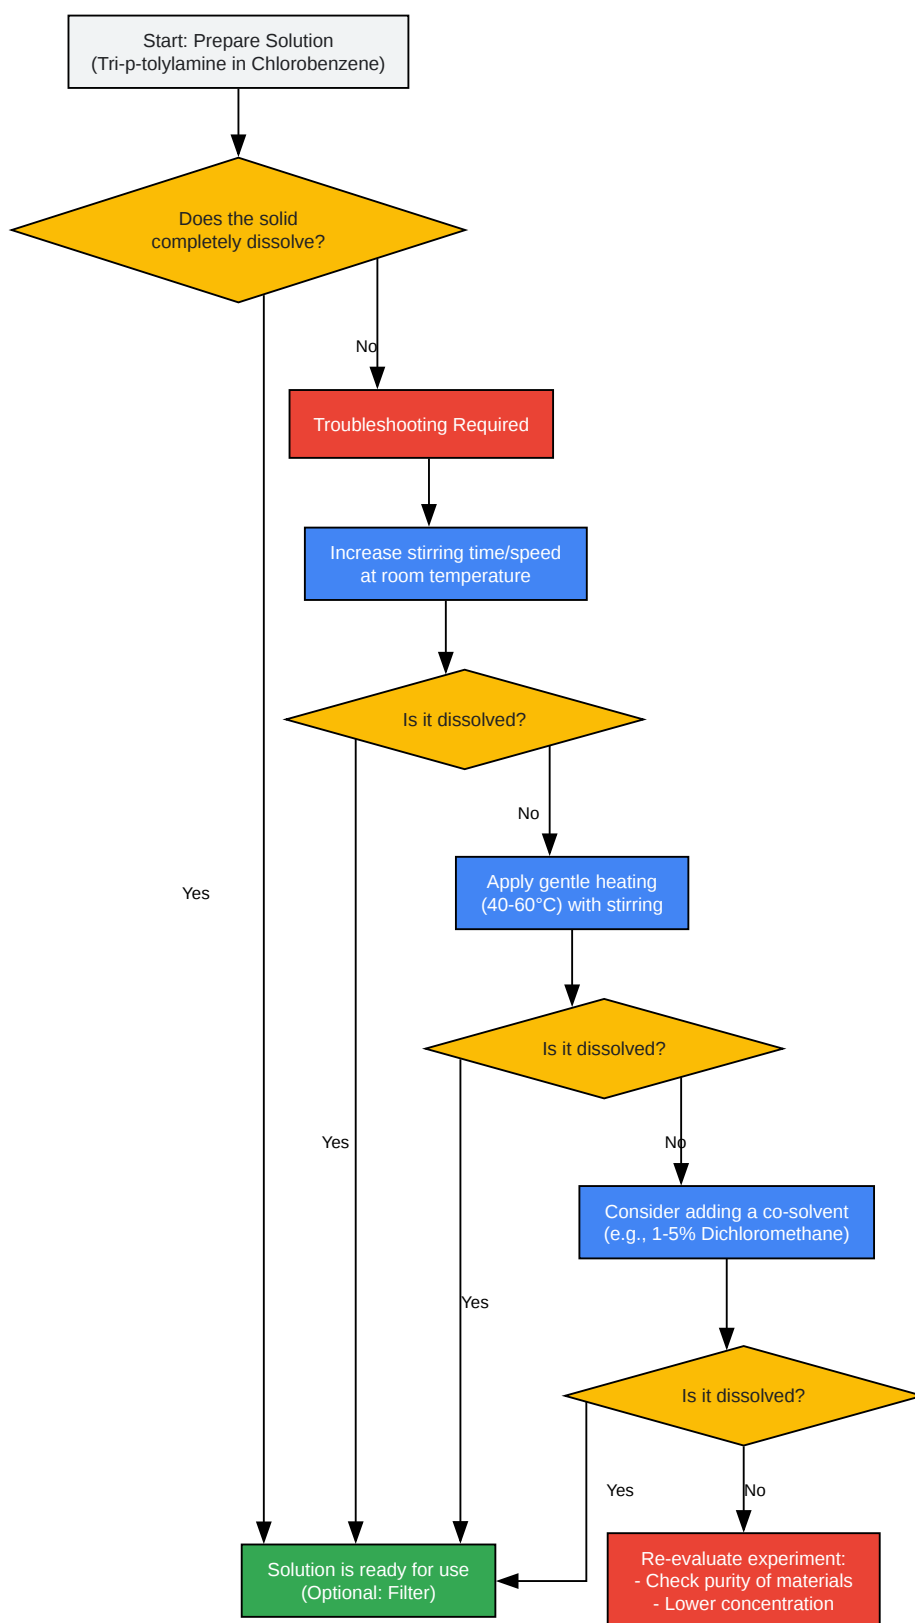 Start: Prepare Solution
(Tri-p-tolylamine in Chlorobenzene)
Does the solid
completely dissolve?
No
Troubleshooting Required
Increase stirring time/speed
at room temperature
Is it dissolved?
No
Apply gentle heating
(40-60°C) with stirring
Yes
Is it dissolved?
Yes
No
Consider adding a co-solvent
(e.g., 1-5% Dichloromethane)
Yes
Is it dissolved?
Yes
No
Solution is ready for use
(Optional: Filter)
Re-evaluate experiment:
- Check purity of materials
- Lower concentration